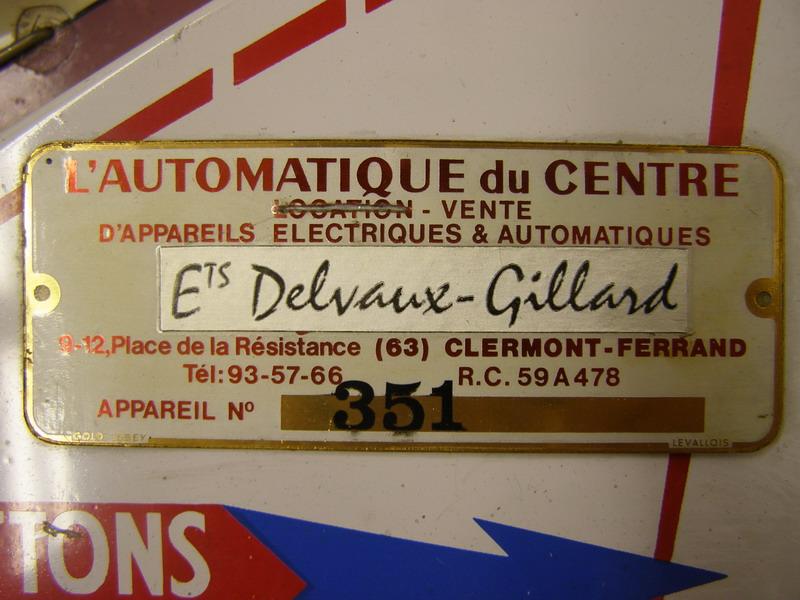 L'AUTOMATIQUE du CENTRE
LOCATION - VENTE
D'APPAREILS ELECTRIQUES & AUTOMATIQUES
Ets Delvaux-Gillard
9-12, Place de la Résistance (63) CLERMONT-FERRAND
Tél: 93-57-66 R.C. 59 A 478
APPAREIL No 351
LEVALLOIS
TONS